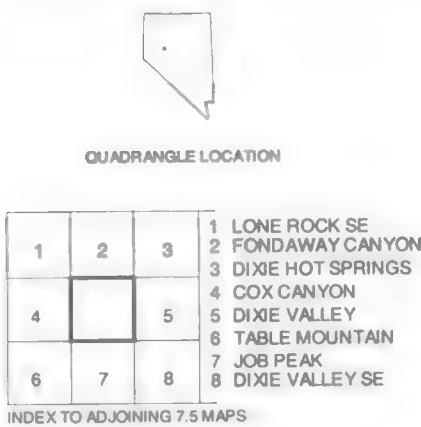 QUADRANGLE LOCATION
1 2 3
4 5
6 7 8
1 LONE ROCK SE
2 FONDAWAY CANYON
3 DIXIE HOT SPRINGS
4 COX CANYON
5 DIXIE VALLEY
6 TABLE MOUNTAIN
7 JOB PEAK
8 DIXIE VALLEY SE
INDEX TO ADJOINING 7.5 MAPS